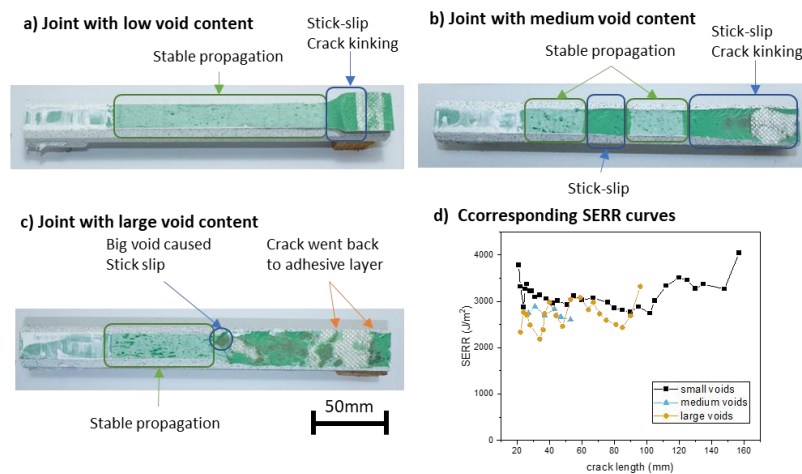 a) Joint with low void content
Stable propagation
Stick-slip
Crack kinking
b) Joint with medium void content
Stable propagation
Stick-slip
Crack kinking
Stick-slip
c) Joint with large void content
Big void caused
Stick slip
Crack went back
to adhesive layer
Stable propagation
50mm
d) Ccorresponding SERR curves
SERR (J/m²)
4000
3000
2000
1000
0
20 40 60 80 100 120 140 160
crack length (mm)
small voids
medium voids
large voids